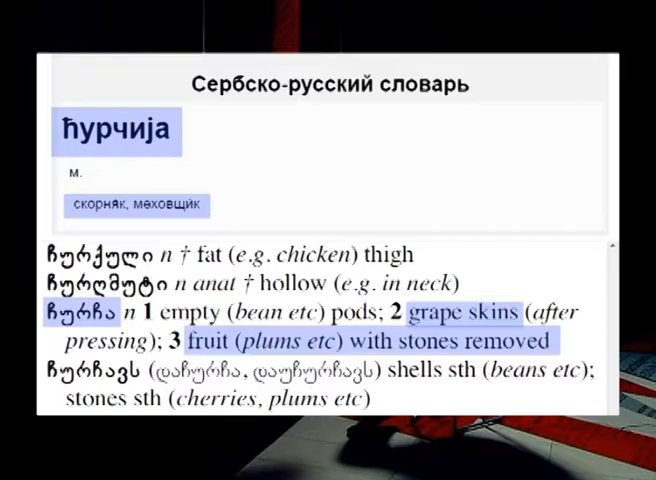 Сербско-русский словарь
ћурчија
м.
скорня̀к, мѐховщѝк
ჩურქული n † fat (e.g. chicken) thigh
ჩურღმუტი n anat † hollow (e.g. in neck)
ჩურჩა n 1 empty (bean etc) pods; 2 grape skins (after
pressing); 3 fruit (plums etc) with stones removed
ჩურჩავს (დაჩურჩა, დაუჩურჩავს) shells sth (beans etc);
stones sth (cherries, plums etc)